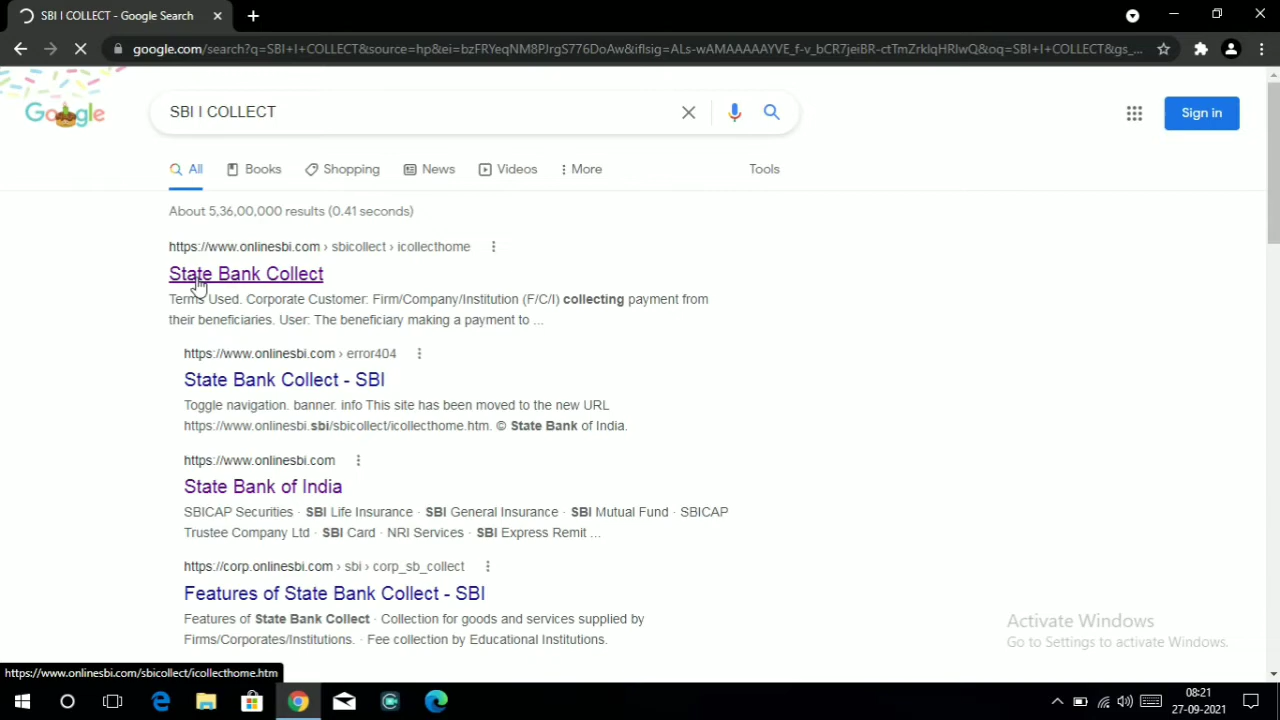 SBI I COLLECT - Google Search
google.com/search?q=SBI+I+COLLECT&source=hp&ei=bzFRYeqNM8PJrgS776DoAw&iflsig=ALs-wAMAAAAAYVE_f-v_bCR7jeiBR-ctTmZrklqHRlwQ&oq=SBI+I+COLLECT&gs_...
Google
SBI I COLLECT
Sign in
All Books Shopping News Videos More Tools
About 5,36,00,000 results (0.41 seconds)
https://www.onlinesbi.com › sbicollect › icollecthome
State Bank Collect
Terms Used. Corporate Customer: Firm/Company/Institution (F/C/I) collecting payment from
their beneficiaries. User: The beneficiary making a payment to ...
https://www.onlinesbi.com › error404
State Bank Collect - SBI
Toggle navigation. banner. info This site has been moved to the new URL
https://www.onlinesbi.sbi/sbicollect/icollecthome.htm. © State Bank of India.
https://www.onlinesbi.com
State Bank of India
SBICAP Securities · SBI Life Insurance · SBI General Insurance · SBI Mutual Fund · SBICAP
Trustee Company Ltd · SBI Card · NRI Services · SBI Express Remit ...
https://corp.onlinesbi.com › sbi › corp_sb_collect
Features of State Bank Collect - SBI
Features of State Bank Collect · Collection for goods and services supplied by
Firms/Corporates/Institutions. · Fee collection by Educational Institutions.
Activate Windows
Go to Settings to activate Windows.
https://www.onlinesbi.com/sbicollect/icollecthome.htm
08:21
27-09-2021